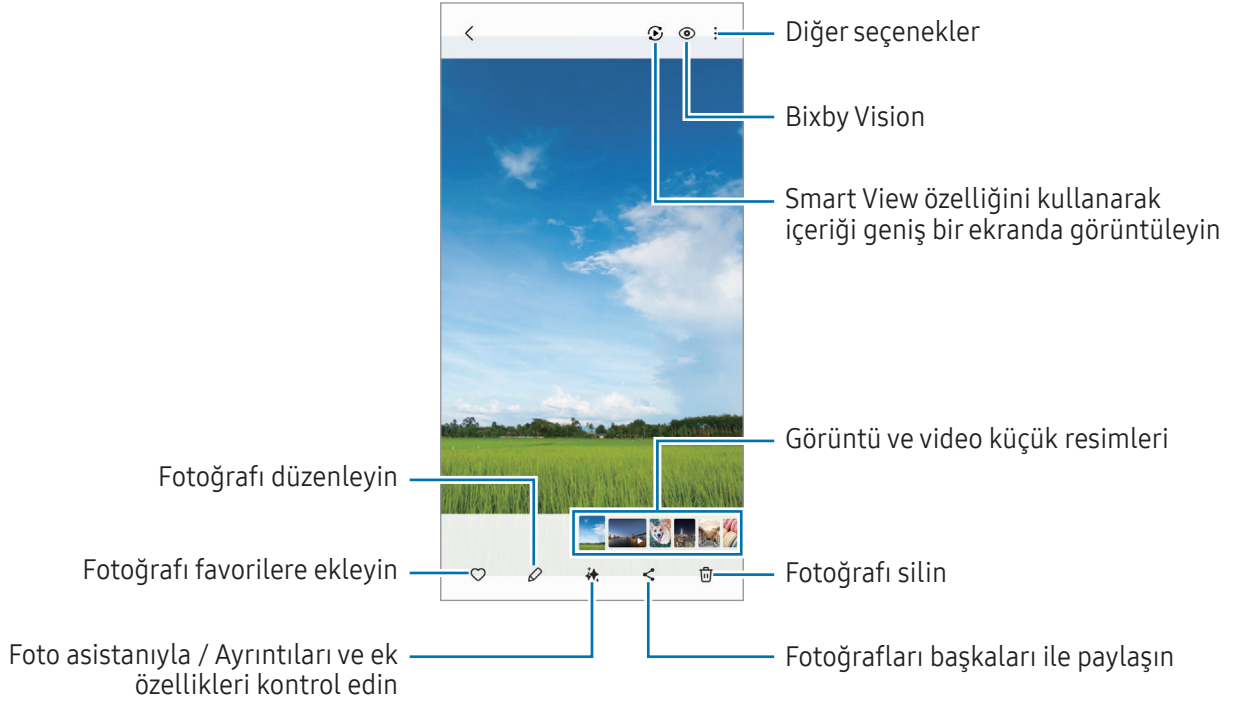 Diğer seçenekler
Bixby Vision
Smart View özelliğini kullanarak
içeriği geniş bir ekranda görüntüleyin
Görüntü ve video küçük resimleri
Fotoğrafı düzenleyin
Fotoğrafı favorilere ekleyin
Fotoğrafı silin
Foto asistanıyla / Ayrıntıları ve ek
özellikleri kontrol edin
Fotoğrafları başkaları ile paylaşın